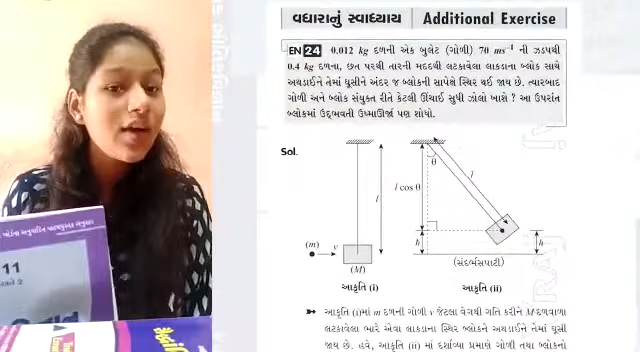 વધારાનું સ્વાધ્યાય | Additional Exercise
EN 24 0.012 kg દળની એક બુલેટ (ગોળી) 70 ms⁻¹ ની ઝડપથી
0.4 kg દળના, છત પરથી તારની મદદથી લટકાવેલા લાકડાના બ્લોક સાથે
અથડાઈને તેમાં ઘૂસીને અંદર જ બ્લોકની સાપેક્ષે સ્થિર થઈ જાય છે. ત્યારબાદ
ગોળી અને બ્લોક સંયુક્ત રીતે કેટલી ઊંચાઈ સુધી ઝોલો ખાશે ? આ ઉપરાંત
બ્લોકમાં ઉદ્ભવતી ઉષ્માઊર્જા પણ શોધો.
Sol.
l
(m)
v
(M)
આકૃતિ (i)
θ
l
l cos θ
h
h
(સંદર્ભસપાટી)
આકૃતિ (ii)
આકૃતિ (i)માં m દળની ગોળી v જેટલા વેગથી ગતિ કરીને M દળવાળા
લટકાવેલા ભારે એવા લાકડાના સ્થિર બ્લોકને અથડાઈને તેમાં ઘૂસી
જાય છે. હવે, આકૃતિ (ii) માં દર્શાવ્યા પ્રમાણે ગોળી તથા બ્લોકનો
11